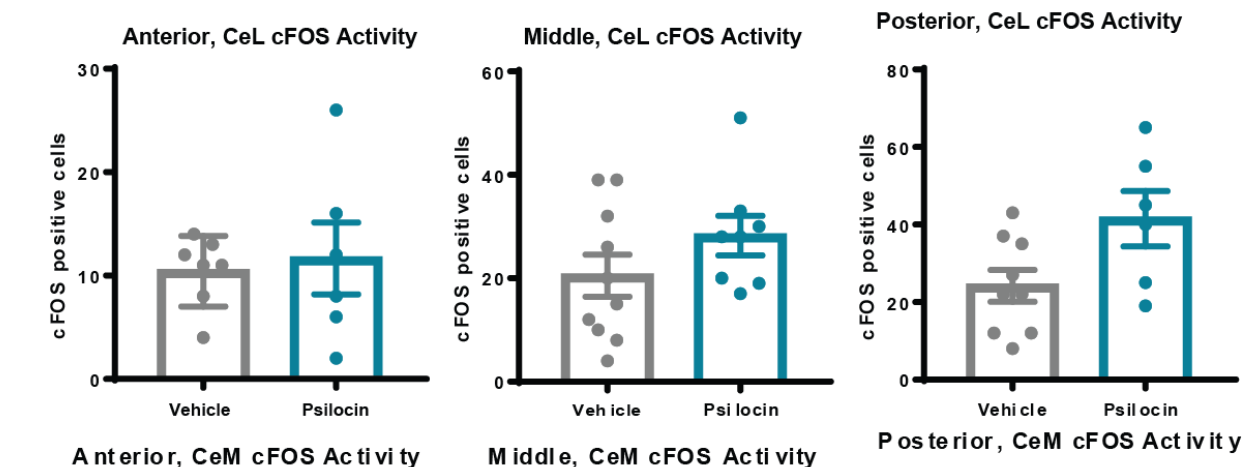 Anterior, CeL cFOS Activity
30
20
10
0
cFOS positive cells
Vehicle
Psilocin
Middle, CeL cFOS Activity
60
40
20
0
cFOS positive cells
Vehicle
Psilocin
Posterior, CeL cFOS Activity
80
60
40
20
0
cFOS positive cells
Vehicle
Psilocin
Anterior, CeM cFOS Activity
Middle, CeM cFOS Activity
Posterior, CeM cFOS Activity